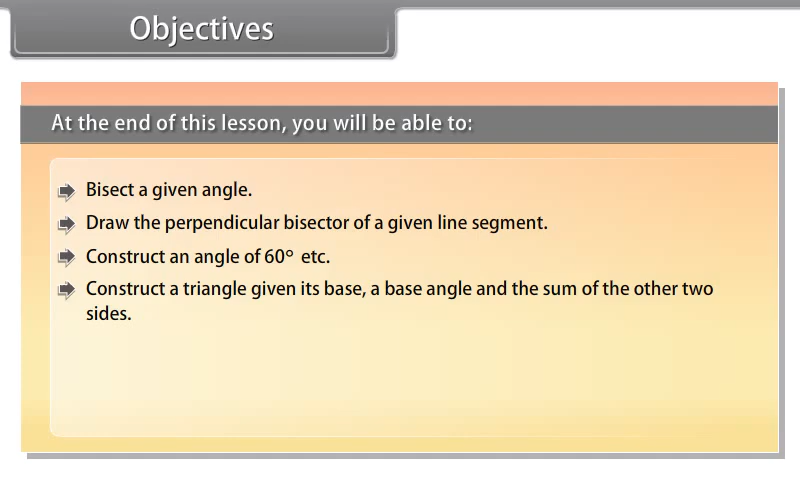 Objectives
At the end of this lesson, you will be able to:
Bisect a given angle.
Draw the perpendicular bisector of a given line segment.
Construct an angle of 60° etc.
Construct a triangle given its base, a base angle and the sum of the other two
sides.